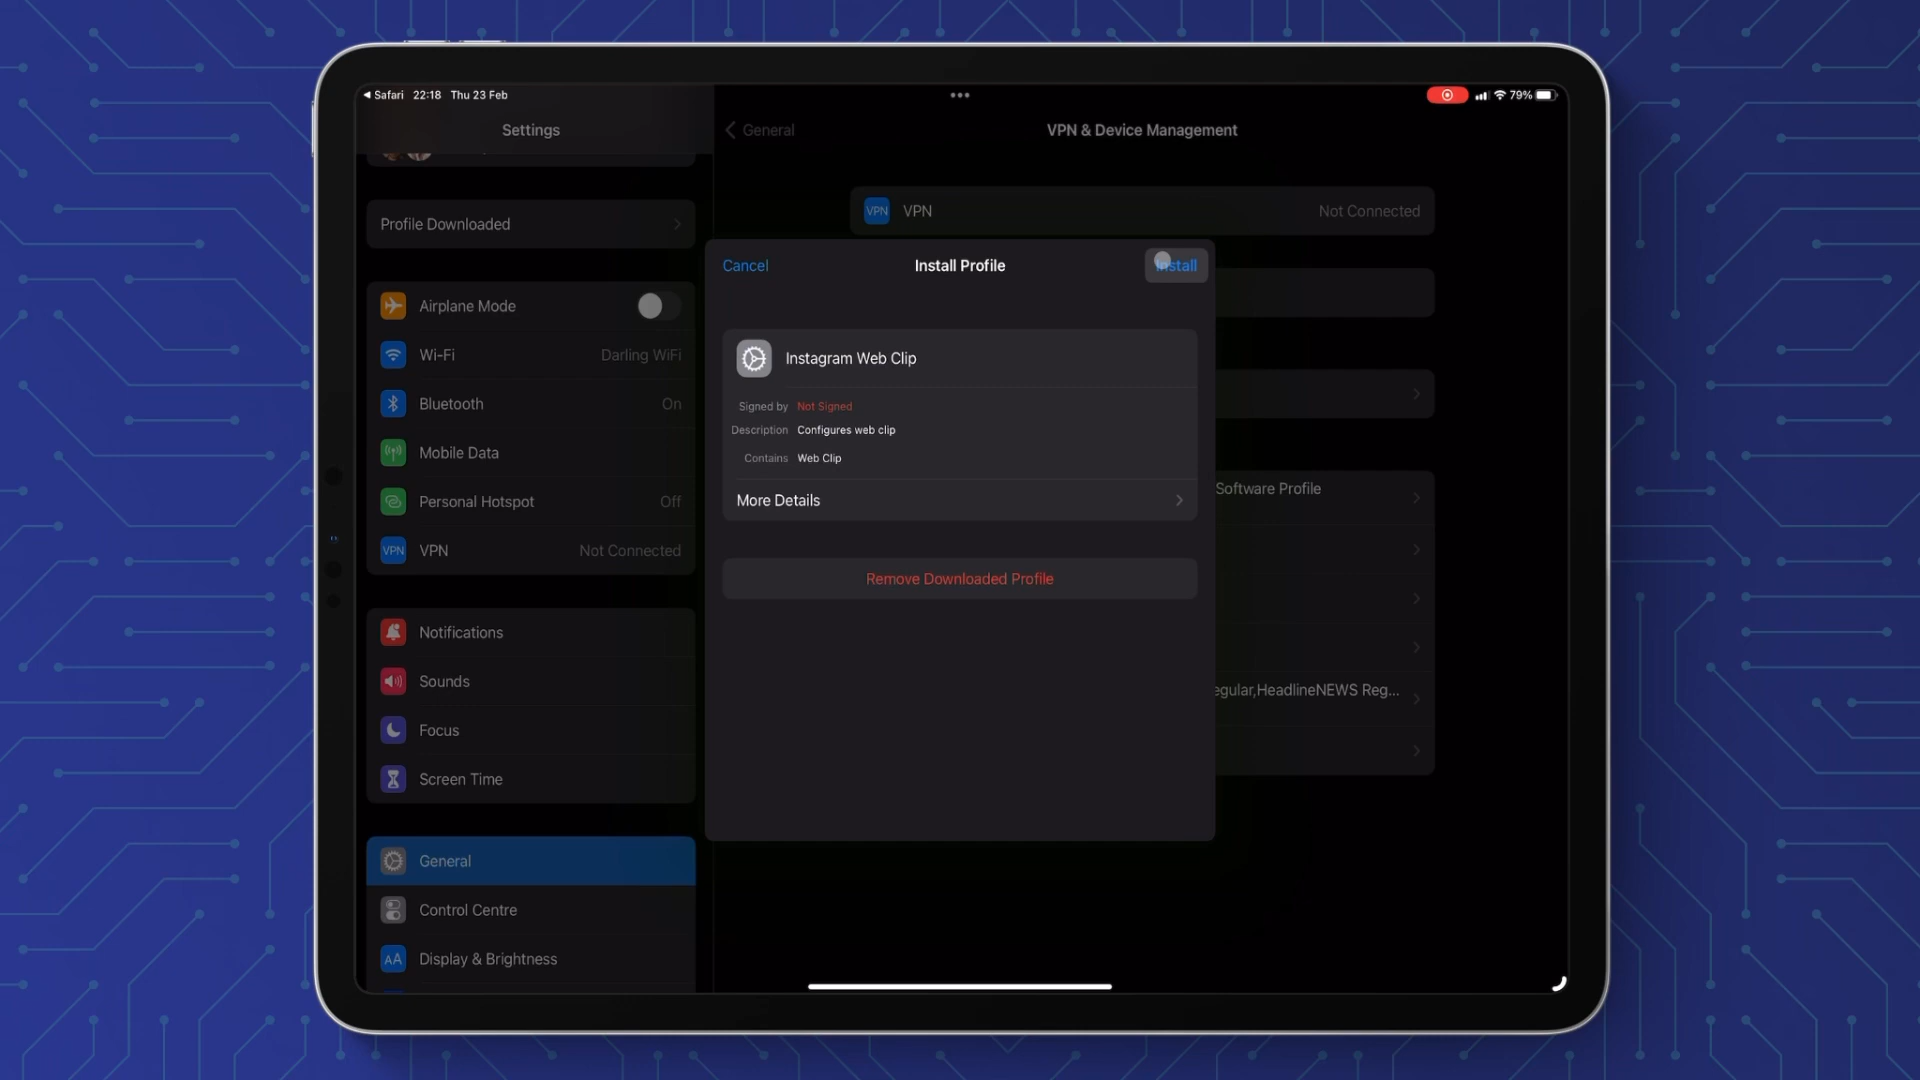 Safari 22:18 Thu 23 Feb
79%
Settings
General
VPN & Device Management
Profile Downloaded
VPN VPN Not Connected
Cancel
Install Profile
Install
Airplane Mode
Wi-Fi Darling WiFi
Bluetooth On
Mobile Data
Personal Hotspot Off
VPN VPN Not Connected
Instagram Web Clip
Signed by Not Signed
Description Configures web clip
Contains Web Clip
More Details
Remove Downloaded Profile
Software Profile
egular,HeadlineNEWS Reg...
Notifications
Sounds
Focus
Screen Time
General
Control Centre
AA Display & Brightness